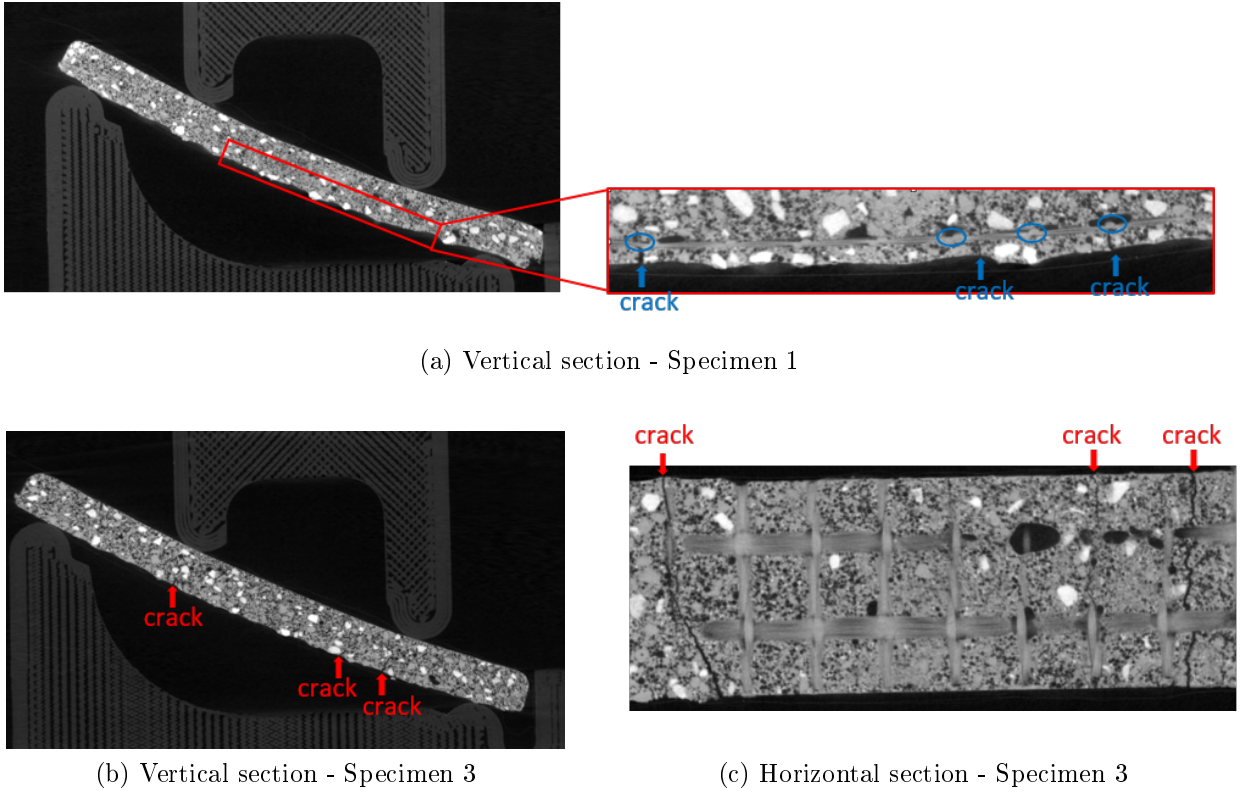 crack
crack
crack
(a) Vertical section - Specimen 1
crack
crack
crack
(b) Vertical section - Specimen 3
crack
crack
crack
(c) Horizontal section - Specimen 3